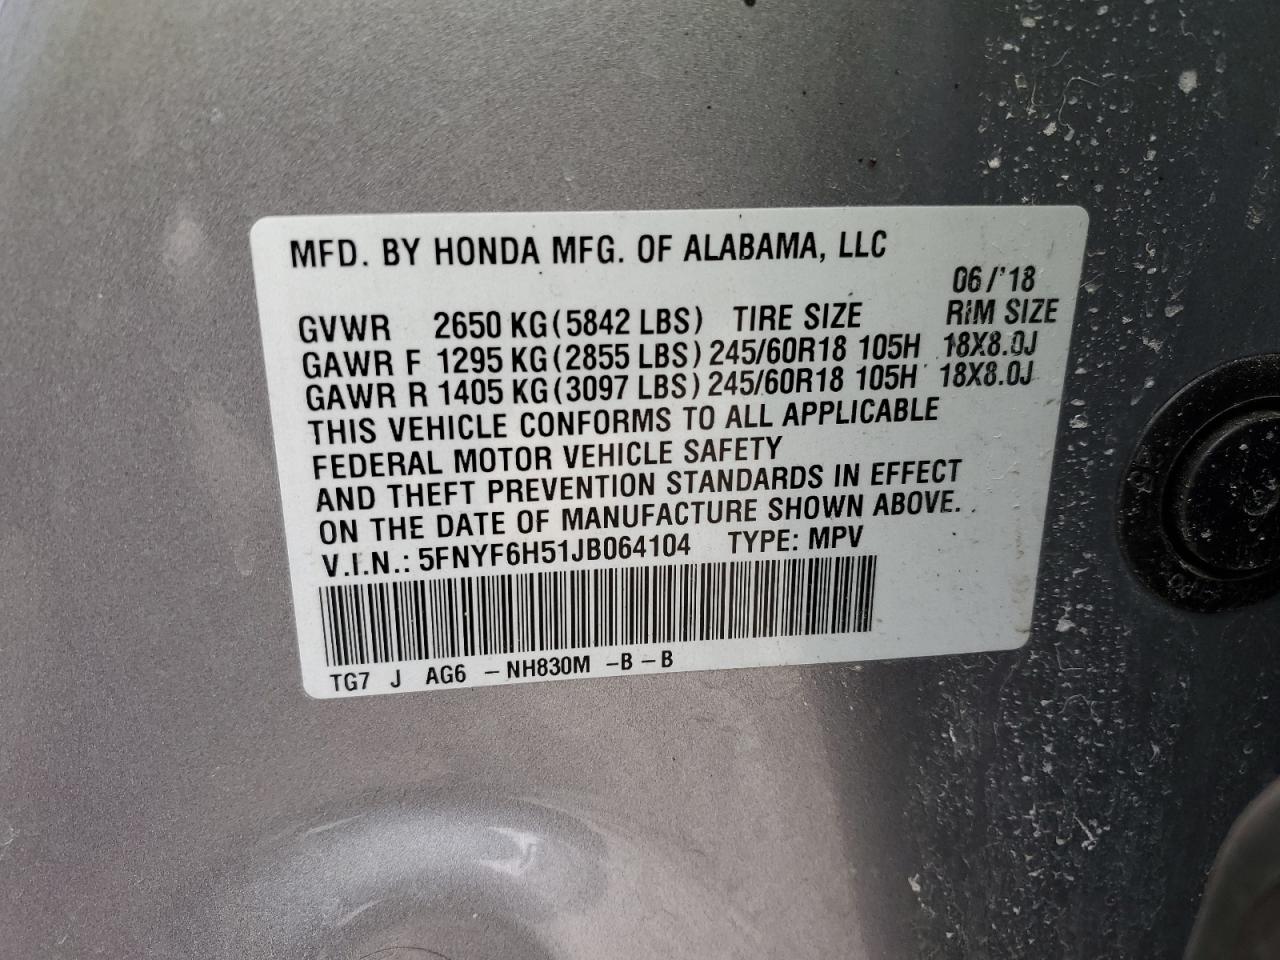 MFD. BY HONDA MFG. OF ALABAMA, LLC
06/'18
GVWR 2650 KG(5842 LBS) TIRE SIZE RIM SIZE
GAWR F 1295 KG(2855 LBS) 245/60R18 105H 18X8.0J
GAWR R 1405 KG(3097 LBS) 245/60R18 105H 18X8.0J
THIS VEHICLE CONFORMS TO ALL APPLICABLE
FEDERAL MOTOR VEHICLE SAFETY
AND THEFT PREVENTION STANDARDS IN EFFECT
ON THE DATE OF MANUFACTURE SHOWN ABOVE.
V.I.N.: 5FNYF6H51JB064104 TYPE: MPV
TG7 J AG6 -NH830M -B-B